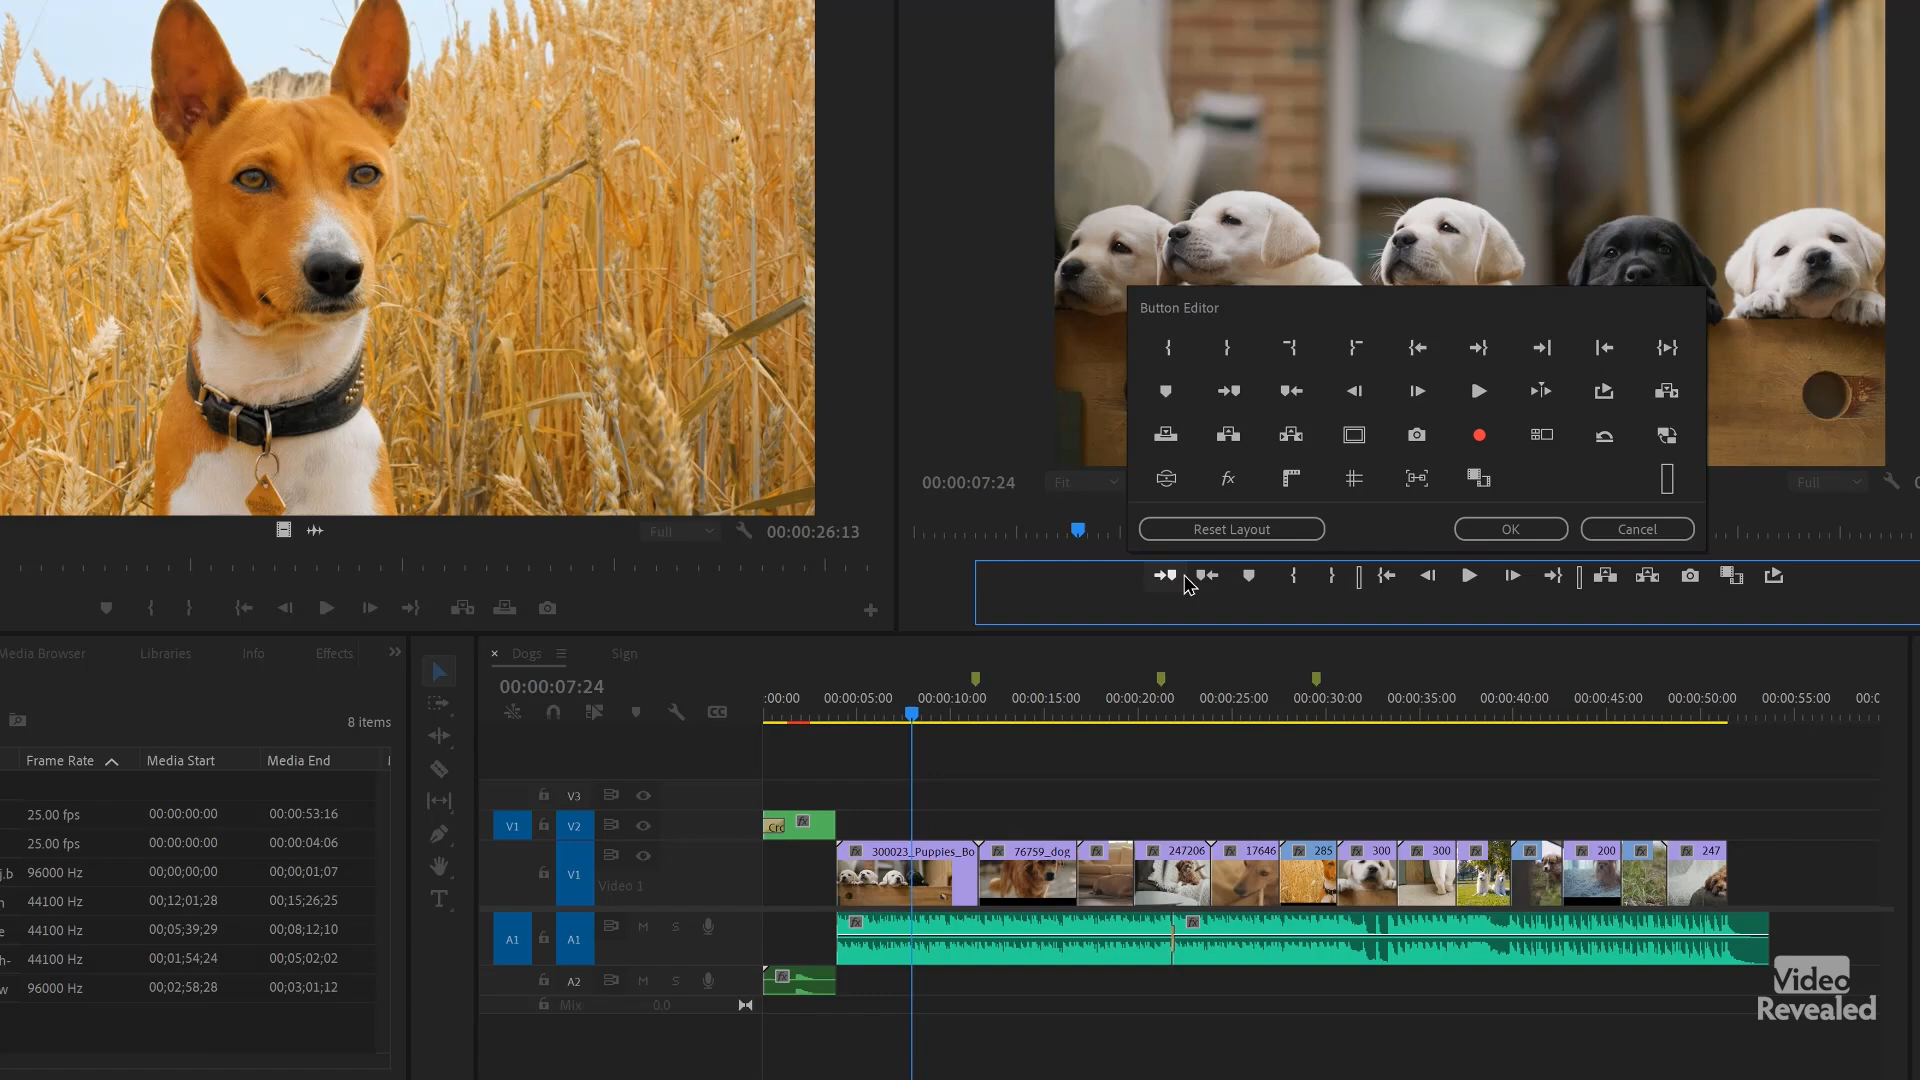 Button Editor
00:00:07:24
Fit
Full
Reset Layout
OK
Cancel
Full
00:00:26:13
Media Browser
Libraries
Info
Effects
8 items
Frame Rate
Media Start
Media End
25.00 fps
00:00:00:00
00:00:53:16
25.00 fps
00:00:00:00
00:00:04:06
j.b
96000 Hz
00;00;00;00
00;00;01;07
44100 Hz
00;12;01;28
00;15;26;25
e
44100 Hz
00;05;39;29
00;08;12;10
h-
44100 Hz
00;01;54;24
00;05;02;02
w
96000 Hz
00;02;58;28
00;03;01;12
Dogs
Sign
00:00:07:24
:00:00
00:00:05:00
00:00:10:00
00:00:15:00
00:00:20:00
00:00:25:00
00:00:30:00
00:00:35:00
00:00:40:00
00:00:45:00
00:00:50:00
00:00:55:00
00:0
CC
V3
V1
V2
Crc
fx
V1
Video 1
300023_Puppies_Bo
76759_dog
247206
17646
285
300
300
200
247
A1
A1
M
S
A2
M
S
Mix
0.0
Video
Revealed